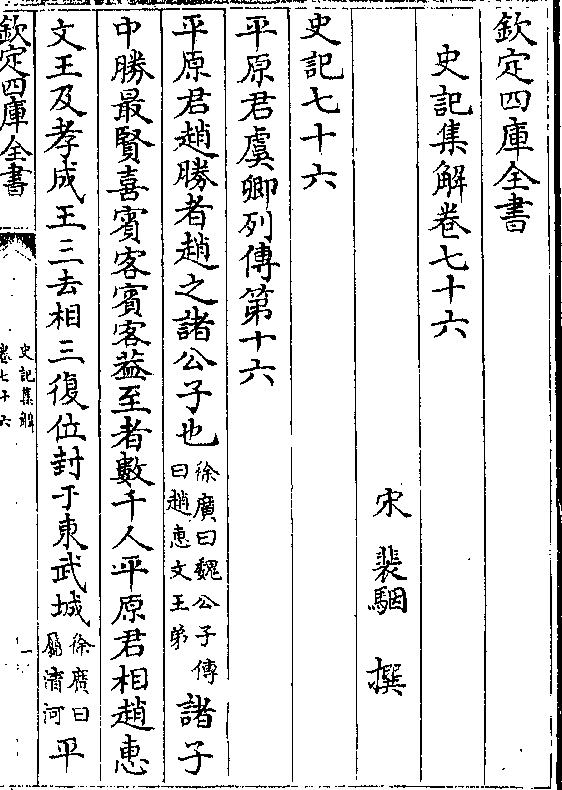 欽定四庫全書
史記集解卷七十六
宋 裴駰 撰
史記七十六
平原君虞卿列傳第十六
平原君趙勝者趙之諸公子也徐廣曰魏公子傳曰趙惠文王弟諸子
中勝最賢喜賓客賓客葢至者數千人平原君相趙惠
文王及孝成王三去相三復位封于東武城徐廣曰屬清河平
欽定四庫全書
史記集解
卷七十六
一